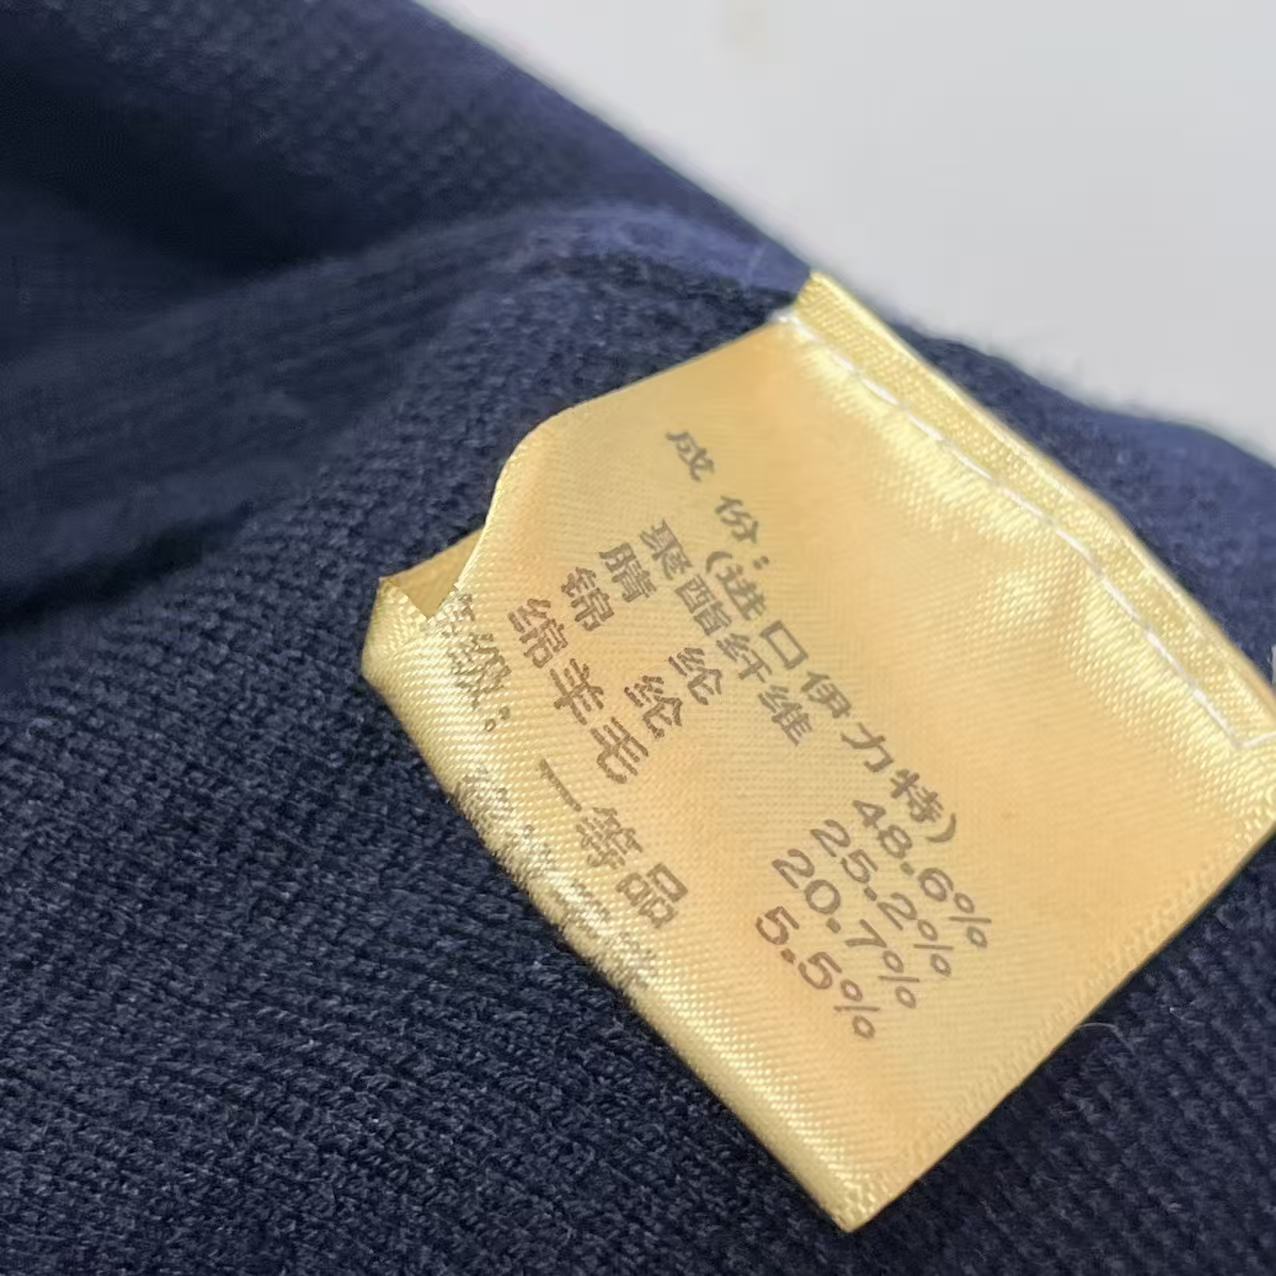 成 份:
(进口伊力特)
聚酯纤维 48.6%
腈 纶 25.2%
锦 纶 20.7%
绵羊毛 5.5%
等级: 一等品